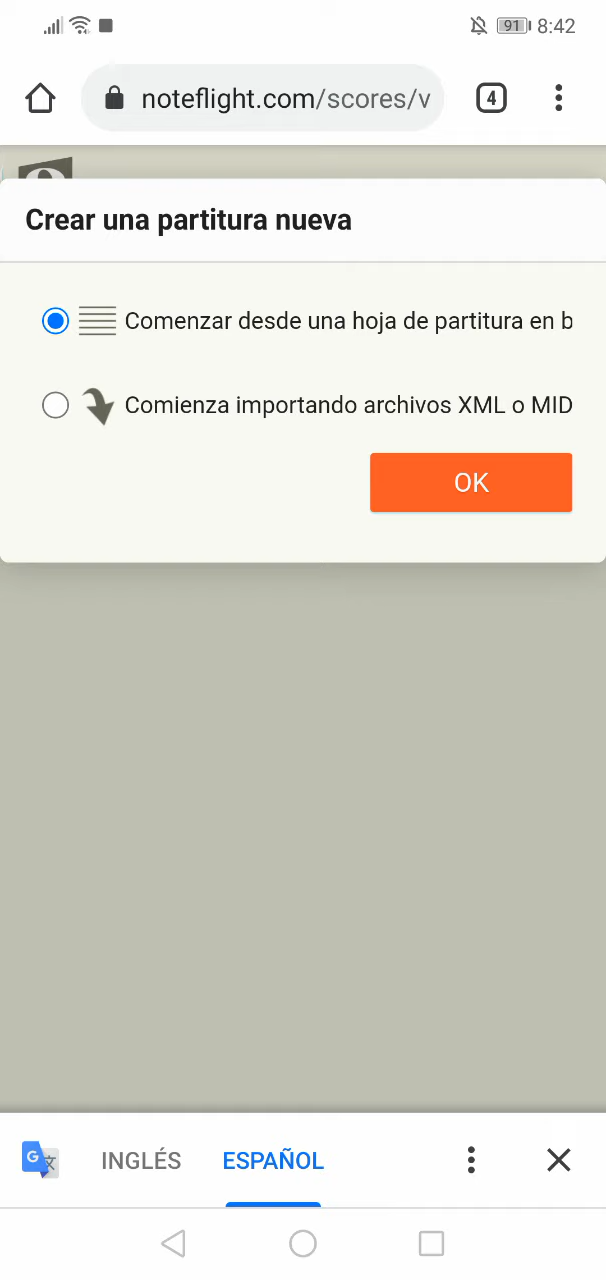 91 8:42
noteflight.com/scores/v
4
Crear una partitura nueva
Comenzar desde una hoja de partitura en b
Comienza importando archivos XML o MID
OK
G 文
INGLÉS ESPAÑOL